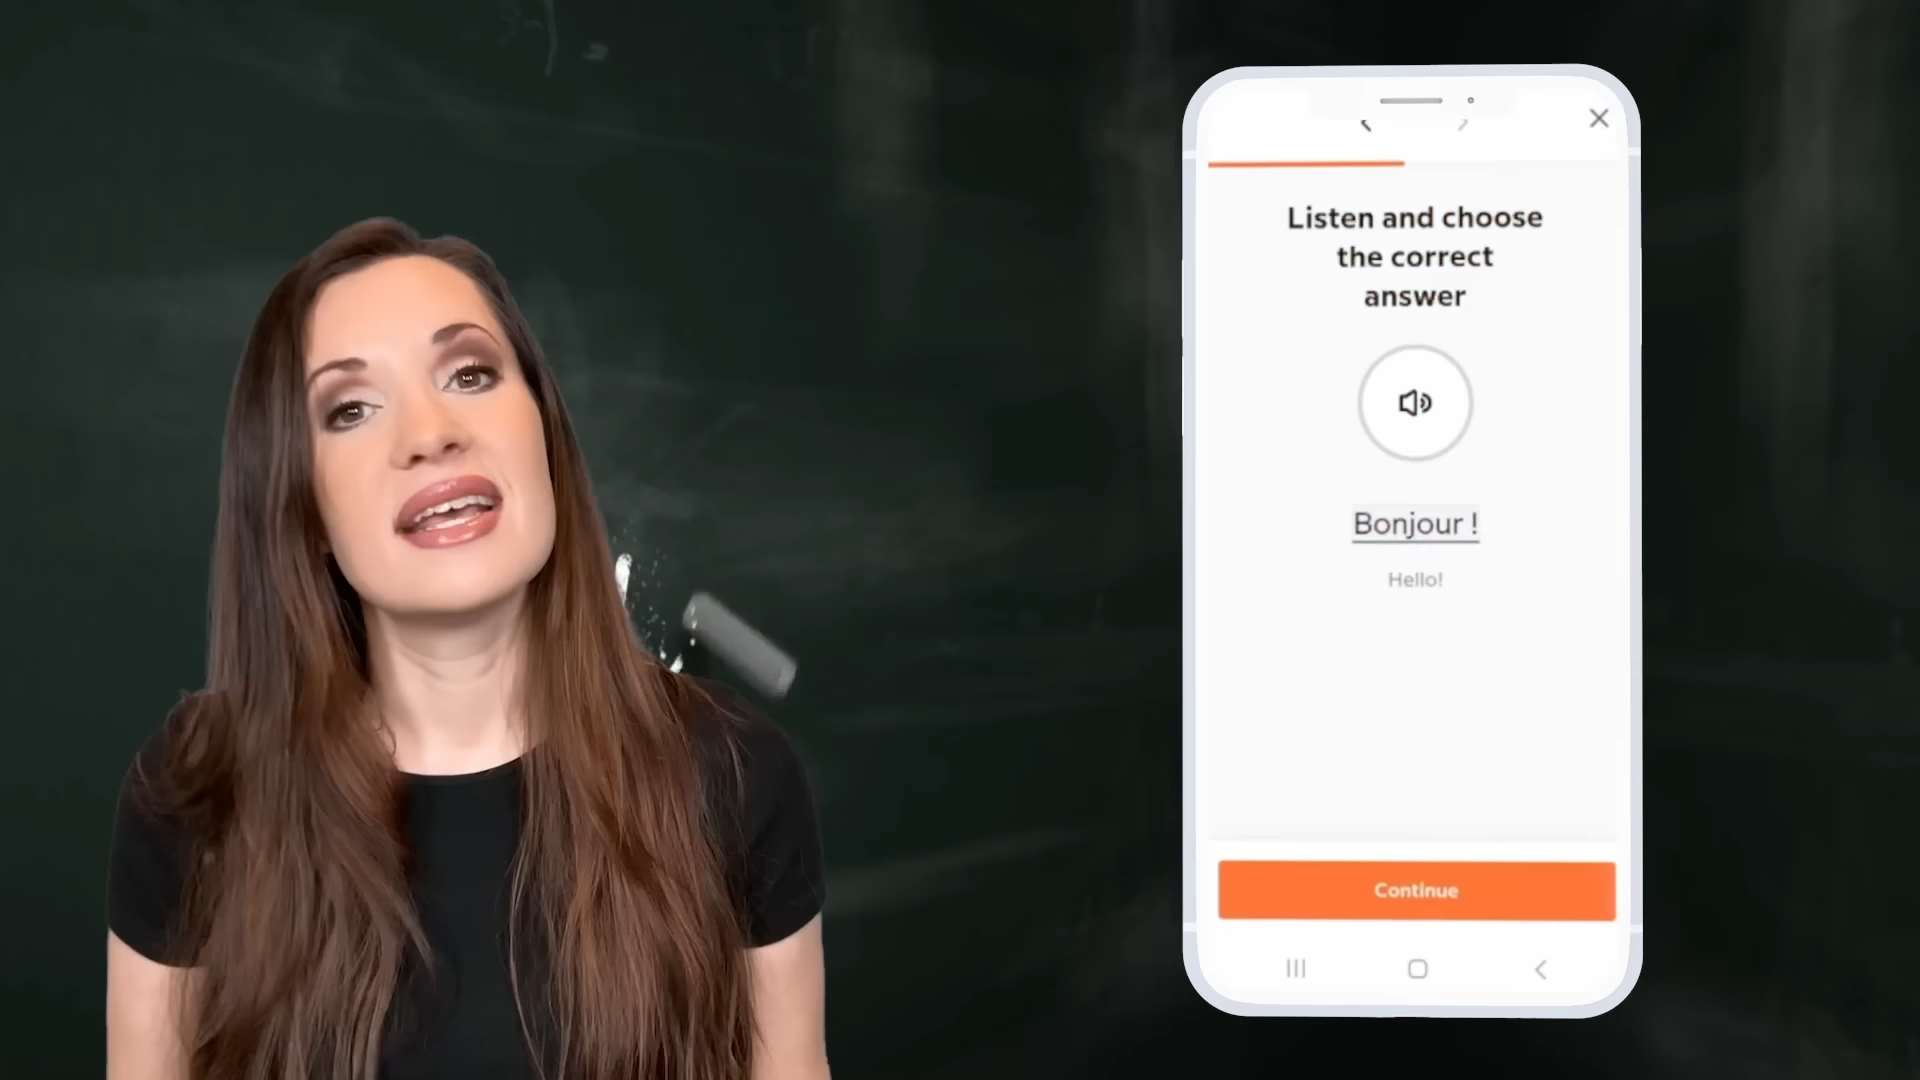 Listen and choose
the correct
answer
Bonjour !
Hello!
Continue